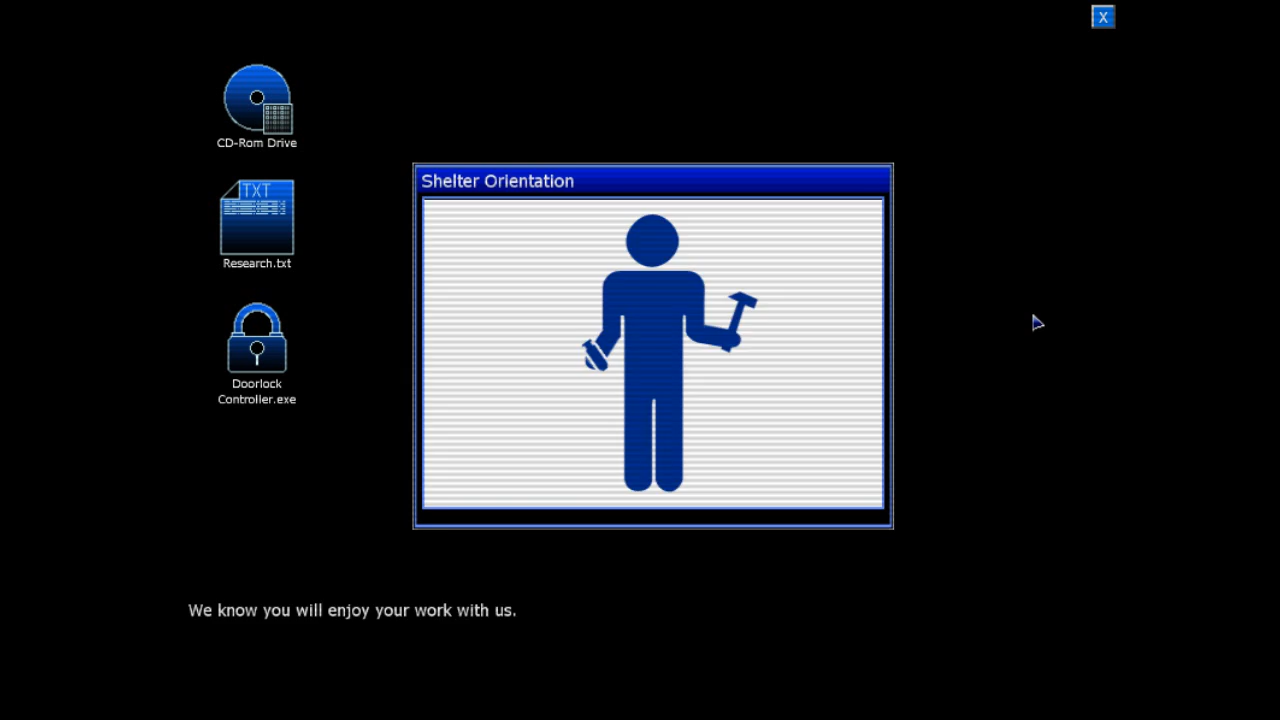 X
CD-Rom Drive
TXT
Research.txt
Doorlock
Controller.exe
Shelter Orientation
We know you will enjoy your work with us.